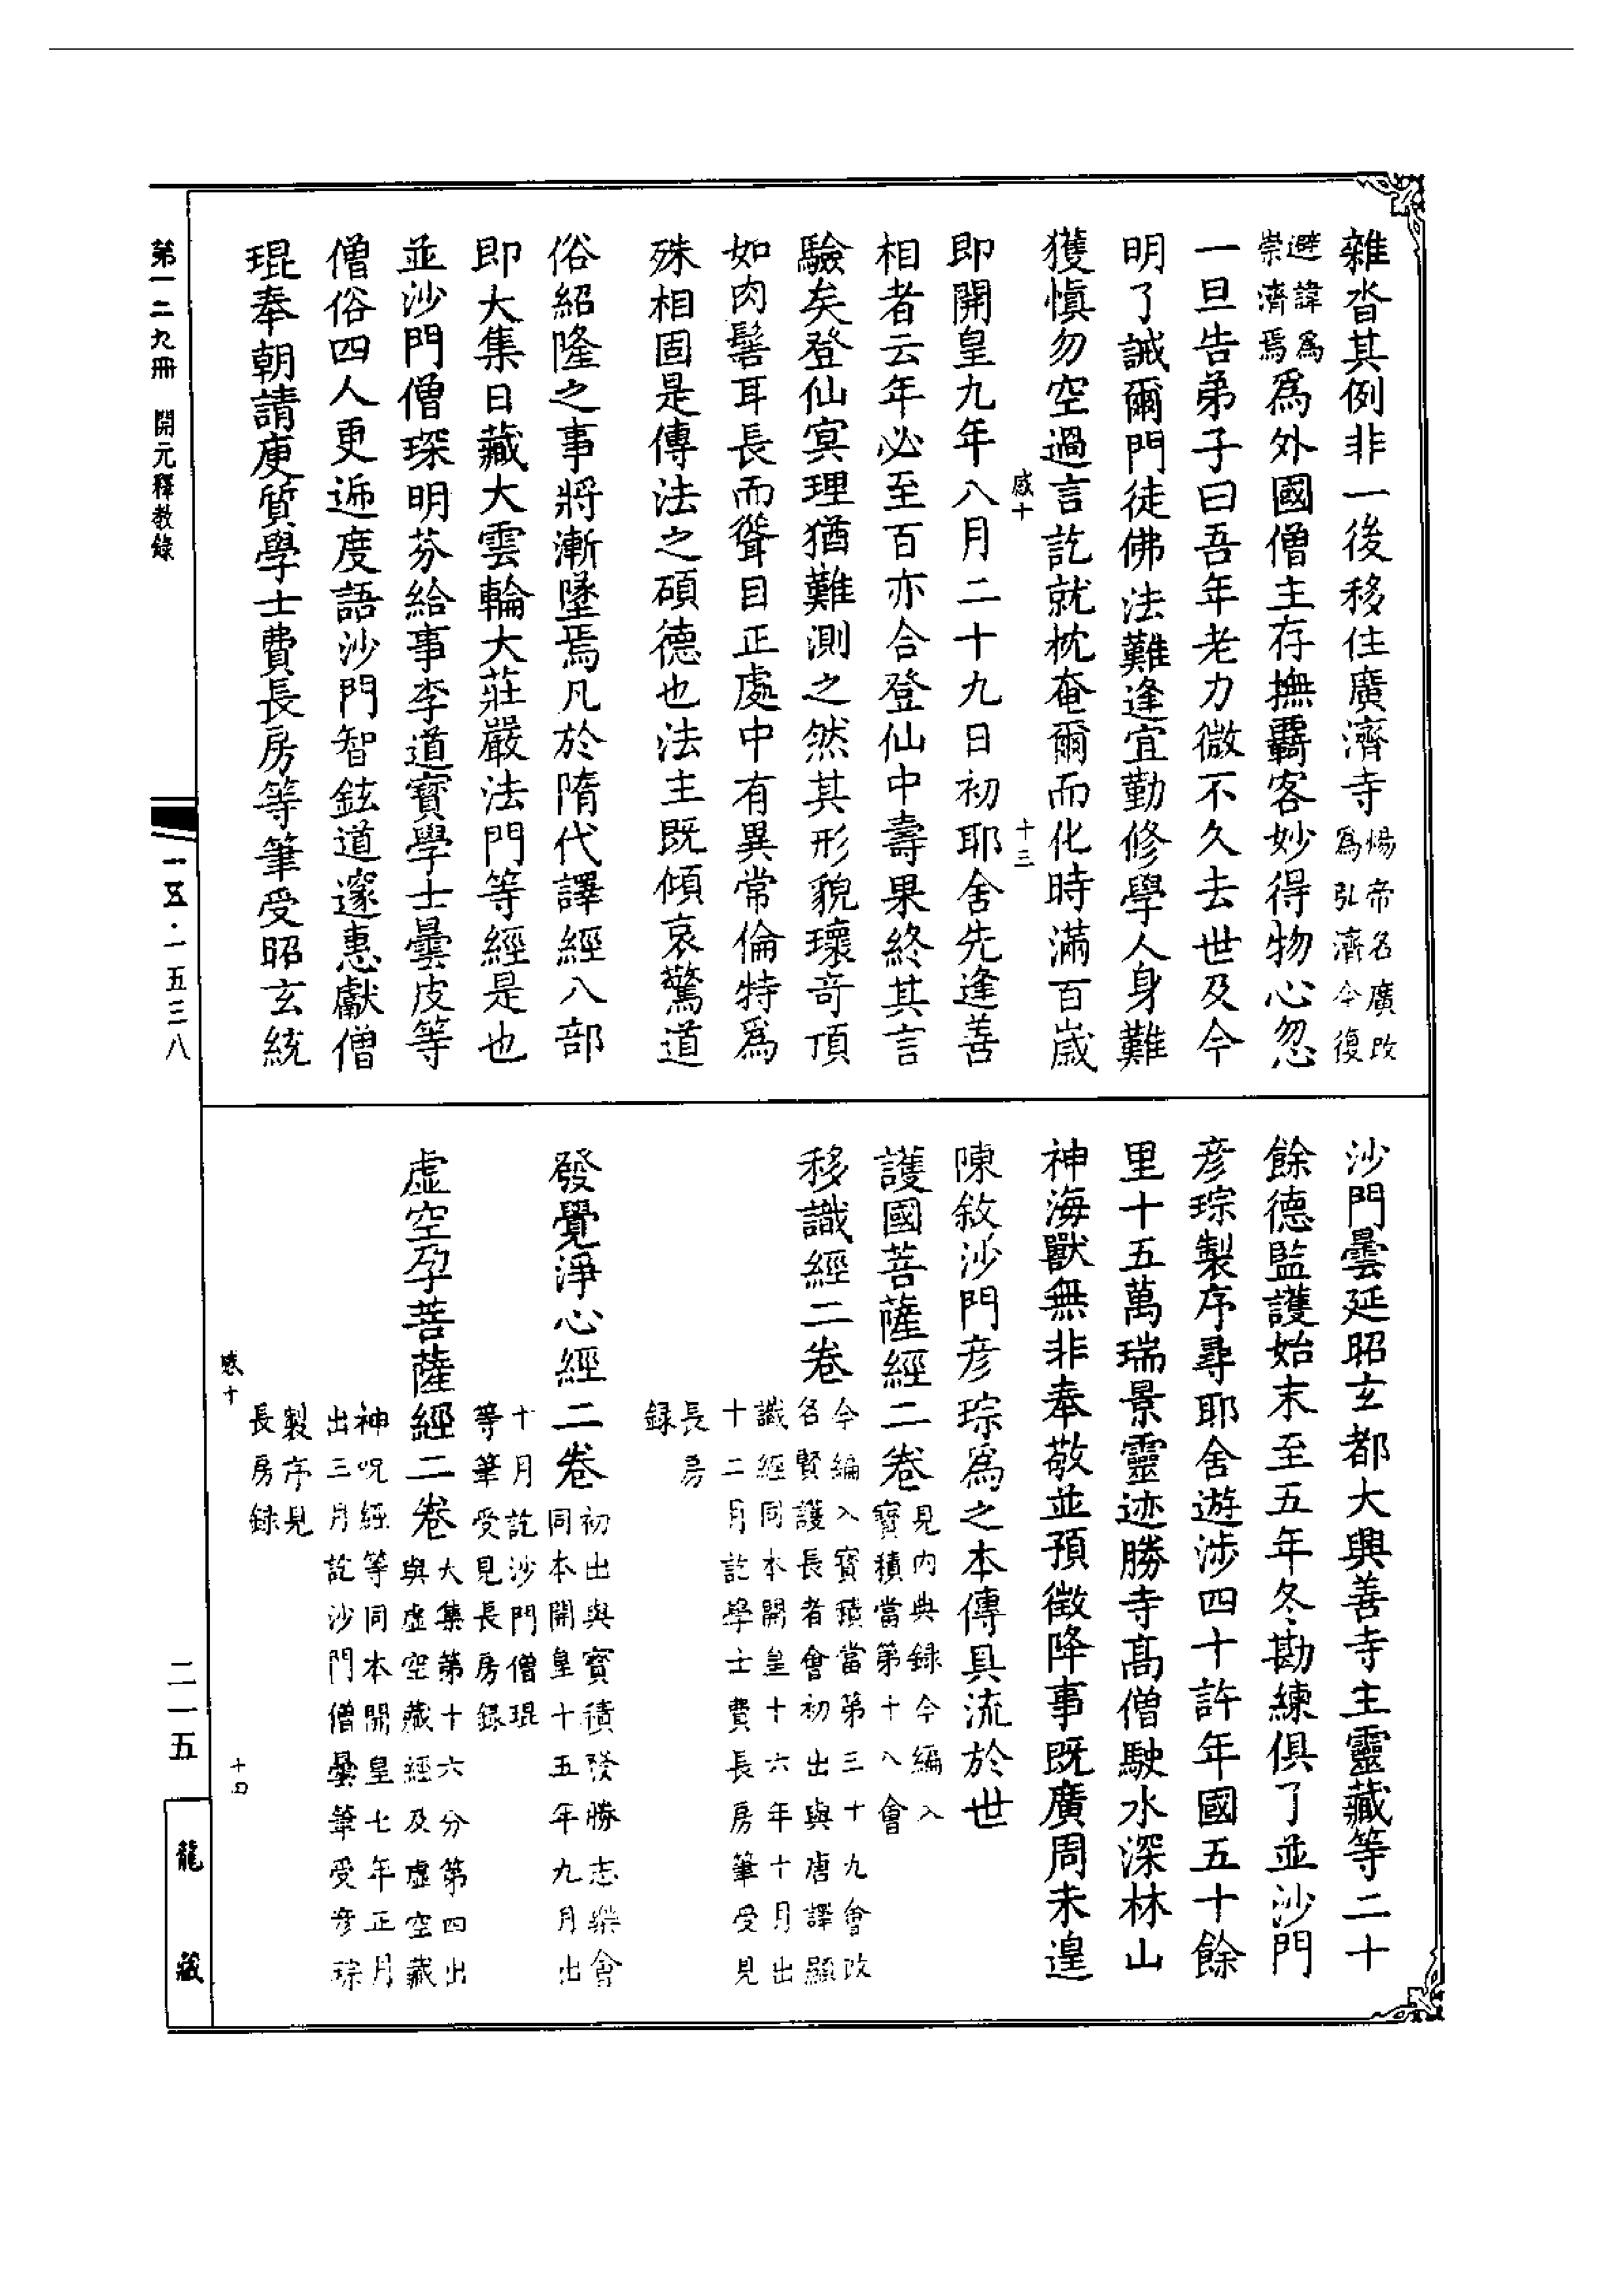 雜沓其例非一後移住廣濟寺煬帝名廣改
爲弘濟今復
避諱爲
崇濟焉爲外國僧主存撫羈客妙得物心忽
一旦告弟子曰吾年老力微不久去世及今
明了誡爾門徒佛法難逢宜勤修學人身難
獲愼勿空過言訖就枕奄爾而化時滿百歲
感十
十三
即開皇九年八月二十九日初耶舍先逢善
相者云年必至百亦合登仙中壽果終其言
驗矣登仙冥理猶難測之然其形貌瓌奇頂
如肉髻耳長而聳目正處中有異常倫特爲
殊相固是傳法之碩德也法主既傾哀驚道
俗紹隆之事將漸墜焉凡於隋代譯經八部
即大集日藏大雲輪大莊嚴法門等經是也
並沙門僧琛明芬給事李道寶學士曇皮等
僧俗四人更遞度語沙門智鉉道邃惠獻僧
琨奉朝請庾質學士費長房等筆受昭玄統
沙門曇延昭玄都大興善寺主靈藏等二十
餘德監護始末至五年冬勘練俱了並沙門
彥琮製序尋耶舍遊涉四十許年國五十餘
里十五萬瑞景靈迹勝寺高僧駛水深林山
神海獸無非奉敬並預徵降事既廣周未遑
陳敘沙門彥琮爲之本傳具流於世
護國菩薩經二卷見內典録今編入
寶積當第十八會
移識經二卷今編入寶積當第三十九會改
名賢護長者會初出與唐譯顯
識經同本開皇十六年十月出
十二月訖學士費長房筆受見
長房
録
發覺淨心經二卷初出與寶積發勝志樂會
同本開皇十五年九月出
十月訖沙門僧琨
等筆受見長房録
虛空孕菩薩經二卷大集第十六分第四出
與虛空藏經及虛空藏
神呪經等同本開皇七年正月
出三月訖沙門僧曇筆受彥琮
製序見
長房録
感十
十四
第一二九冊 開元釋教錄
一五·一五三八
二一五
龍藏